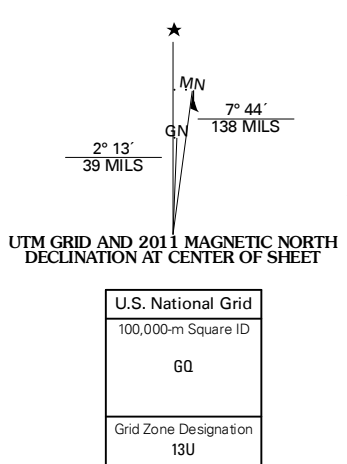 MN
7° 44´
138 MILS
GN
2° 13´
39 MILS
UTM GRID AND 2011 MAGNETIC NORTH
DECLINATION AT CENTER OF SHEET
U.S. National Grid
100,000-m Square ID
GQ
Grid Zone Designation
13U